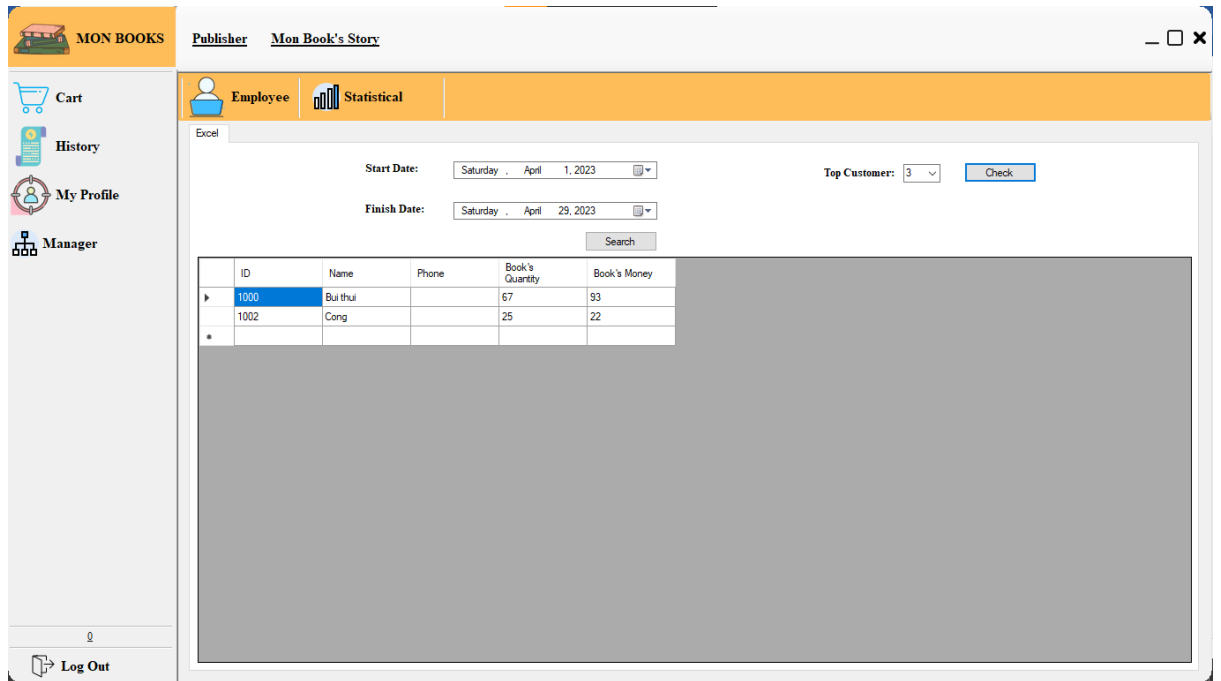 MON BOOKS
Publisher Mon Book's Story
Cart
History
My Profile
Manager
Employee Statistical
Excel
Start Date: Saturday , April 1, 2023
Top Customer: 3 Check
Finish Date: Saturday , April 29, 2023
Search
ID Name Phone Book's Quantity Book's Money
1000 Bui thui 67 93
1002 Cong 25 22
0
Log Out